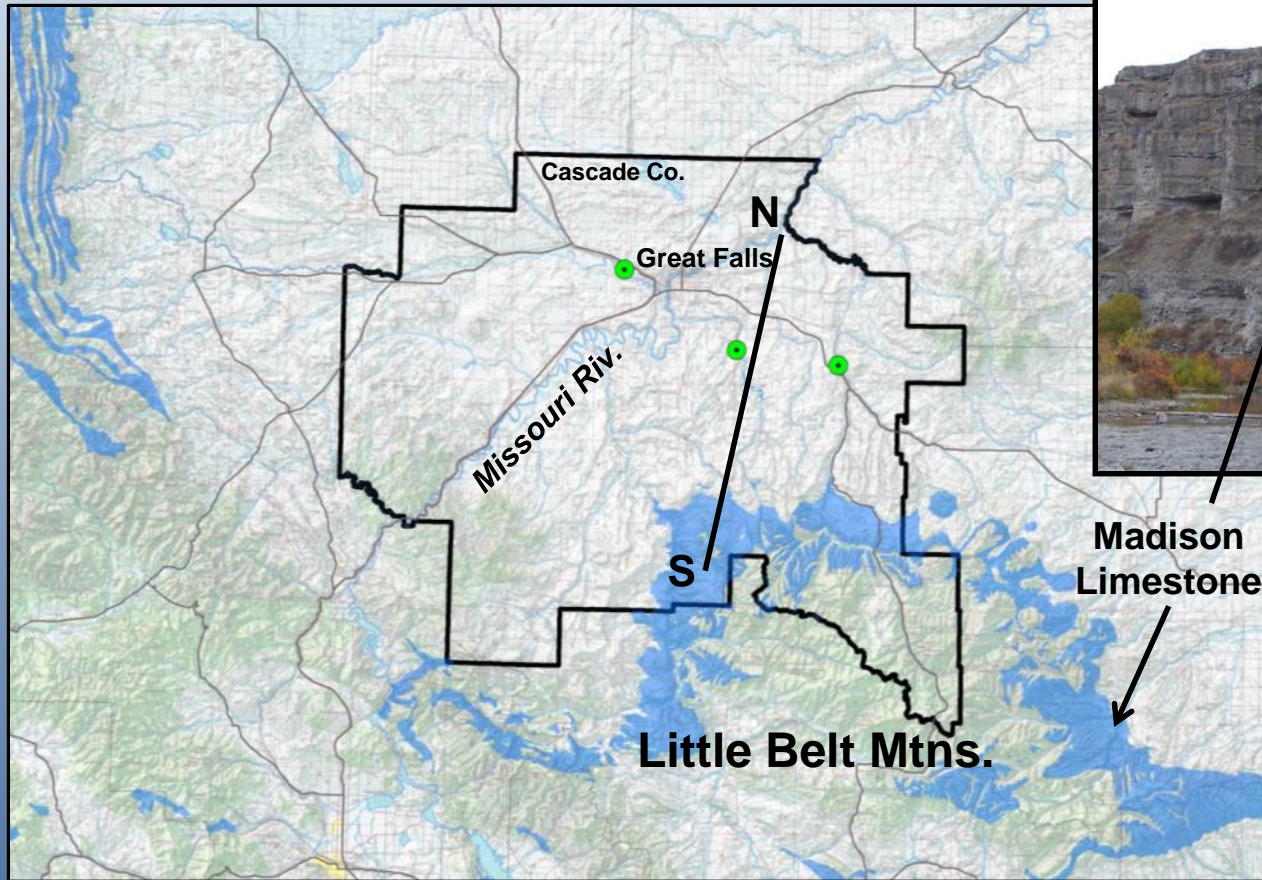 Cascade Co.
N
Great Falls
Missouri Riv.
S
Madison
Limestone
Little Belt Mtns.